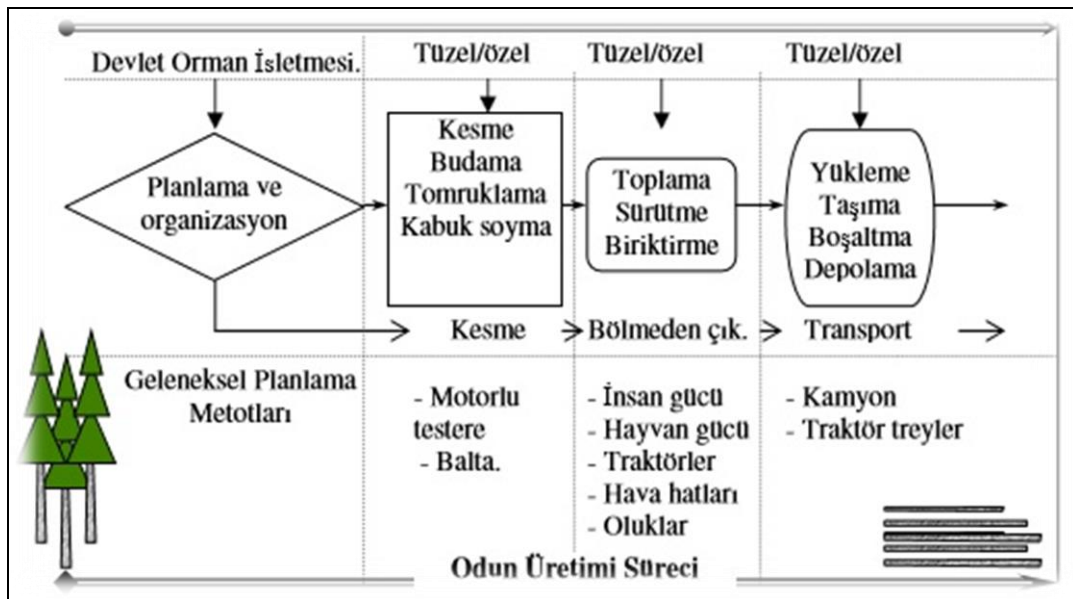 Devlet Orman İsletmesi.
Tüzel/özel
Tüzel/özel
Tüzel/özel
Planlama ve
organizasyon
Kesme
Budama
Tomruklama
Kabuk soyma
Toplama
Sürütme
Biriktirme
Yükleme
Taşıma
Boşaltma
Depolama
Kesme
Bölmeden çık.
Transport
Geleneksel Planlama
Metotları
- Motorlu
testere
- Balta.
- İnsan gücü
- Hayvan gücü
- Traktörler
- Hava hatları
- Oluklar
- Kamyon
- Traktör treyler
Odun Üretimi Süreci